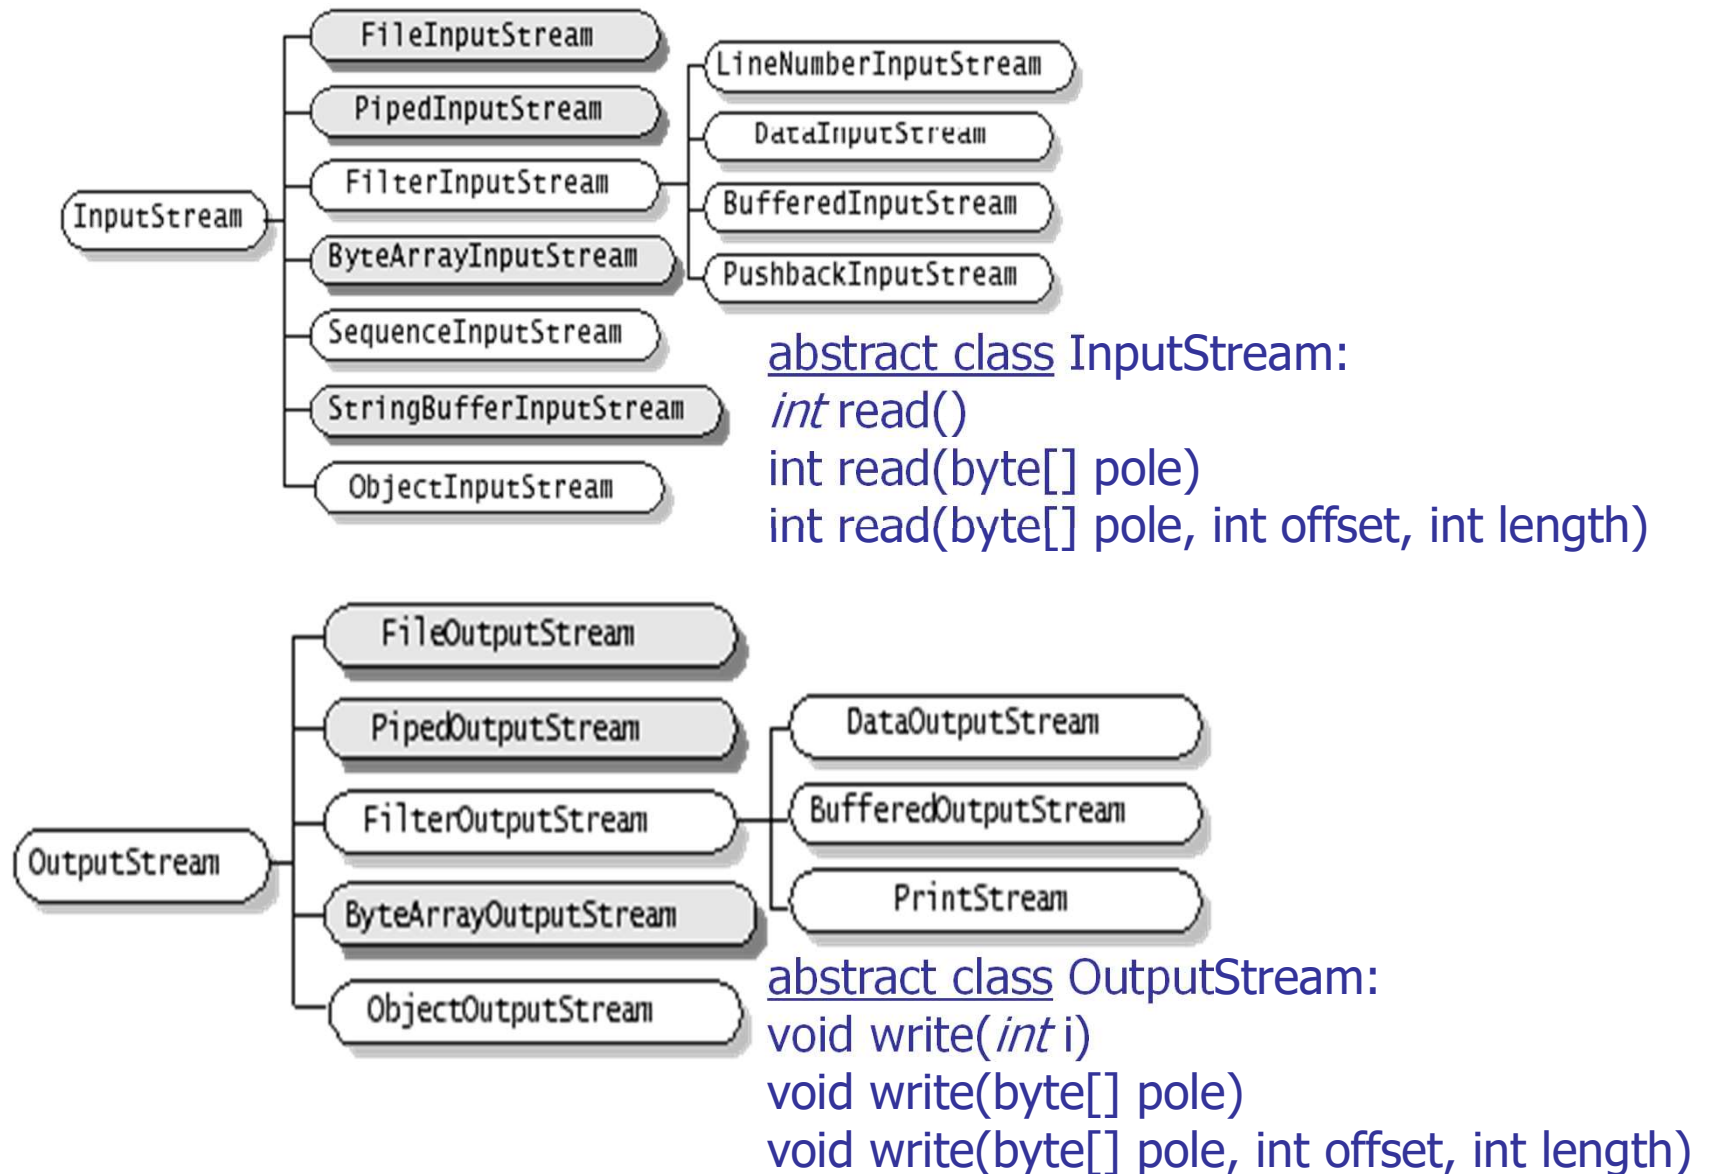 FileInputStream
PipedInputStream
FilterInputStream
InputStream
ByteArrayInputStream
SequenceInputStream
StringBufferInputStream
ObjectInputStream
LineNumberInputStream
DataInputStream
BufferedInputStream
PushbackInputStream
abstract class InputStream:
int read()
int read(byte[] pole)
int read(byte[] pole, int offset, int length)
FileOutputStream
PipedOutputStream
FilterOutputStream
OutputStream
ByteArrayOutputStream
ObjectOutputStream
DataOutputStream
BufferedOutputStream
PrintStream
abstract class OutputStream:
void write(int i)
void write(byte[] pole)
void write(byte[] pole, int offset, int length)